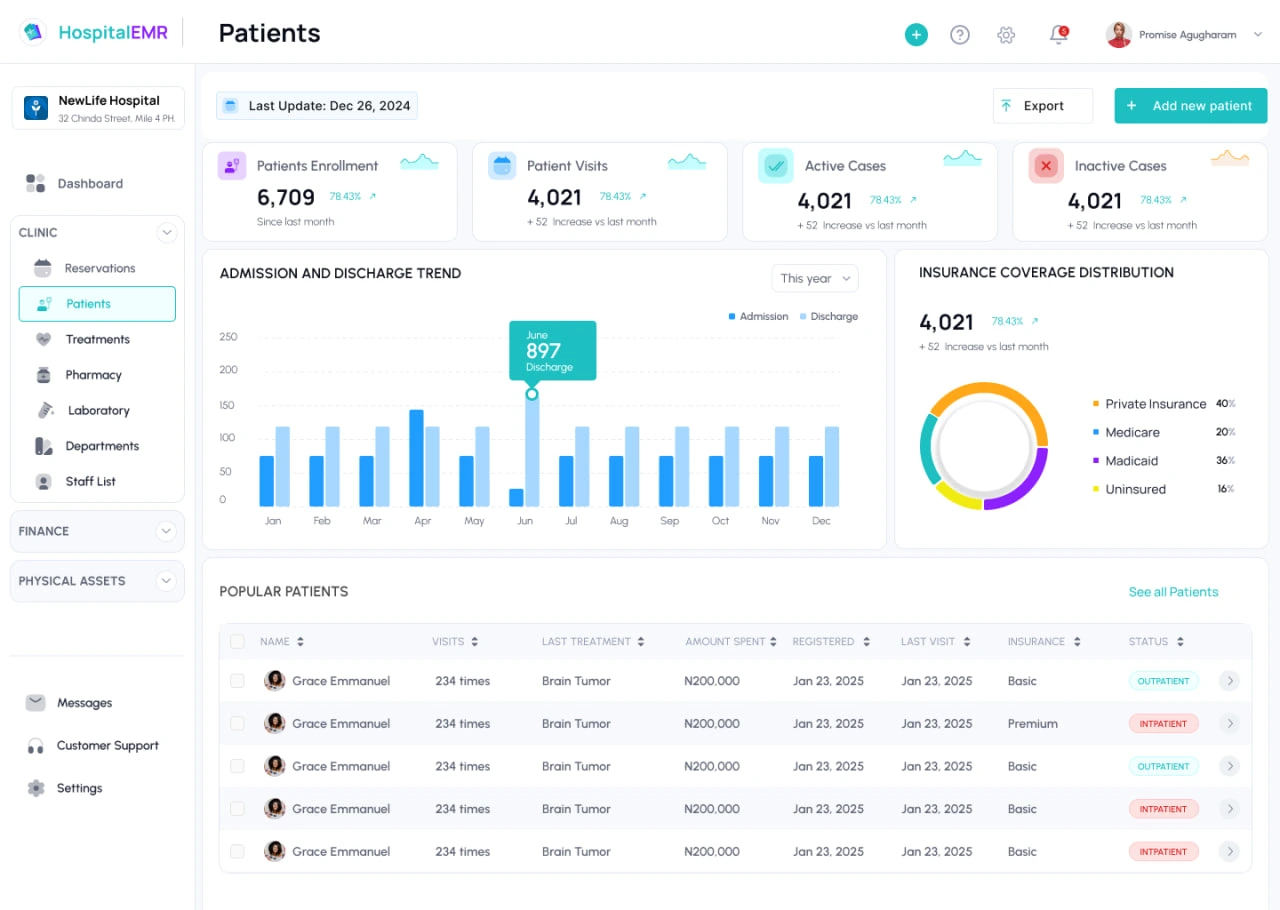 HospitalEMR
Patients
5
Promise Agugharam
NewLife Hospital
32 Chinda Street, Mile 4 PH.
Dashboard
CLINIC
Reservations
Patients
Treatments
Pharmacy
Laboratory
Departments
Staff List
FINANCE
PHYSICAL ASSETS
Messages
Customer Support
Settings
Last Update: Dec 26, 2024
Export
+ Add new patient
Patients Enrollment
6,709 78.43%
Since last month
Patient Visits
4,021 78.43%
+ 52 Increase vs last month
Active Cases
4,021 78.43%
+ 52 Increase vs last month
Inactive Cases
4,021 78.43%
+ 52 Increase vs last month
ADMISSION AND DISCHARGE TREND
This year
Admission Discharge
250
200
150
100
50
0
June
897
Discharge
Jan Feb Mar Apr May Jun Jul Aug Sep Oct Nov Dec
INSURANCE COVERAGE DISTRIBUTION
4,021 78.43%
+ 52 Increase vs last month
Private Insurance 40%
Medicare 20%
Madicaid 36%
Uninsured 16%
POPULAR PATIENTS
See all Patients
NAME VISITS LAST TREATMENT AMOUNT SPENT REGISTERED LAST VISIT INSURANCE STATUS
Grace Emmanuel 234 times Brain Tumor N200,000 Jan 23, 2025 Jan 23, 2025 Basic OUTPATIENT
Grace Emmanuel 234 times Brain Tumor N200,000 Jan 23, 2025 Jan 23, 2025 Premium INTPATIENT
Grace Emmanuel 234 times Brain Tumor N200,000 Jan 23, 2025 Jan 23, 2025 Basic OUTPATIENT
Grace Emmanuel 234 times Brain Tumor N200,000 Jan 23, 2025 Jan 23, 2025 Basic INTPATIENT
Grace Emmanuel 234 times Brain Tumor N200,000 Jan 23, 2025 Jan 23, 2025 Basic INTPATIENT